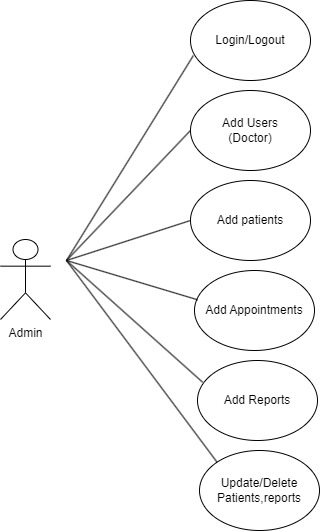 Login/Logout
Add Users
(Doctor)
Add patients
Admin
Add Appointments
Add Reports
Update/Delete
Patients,reports